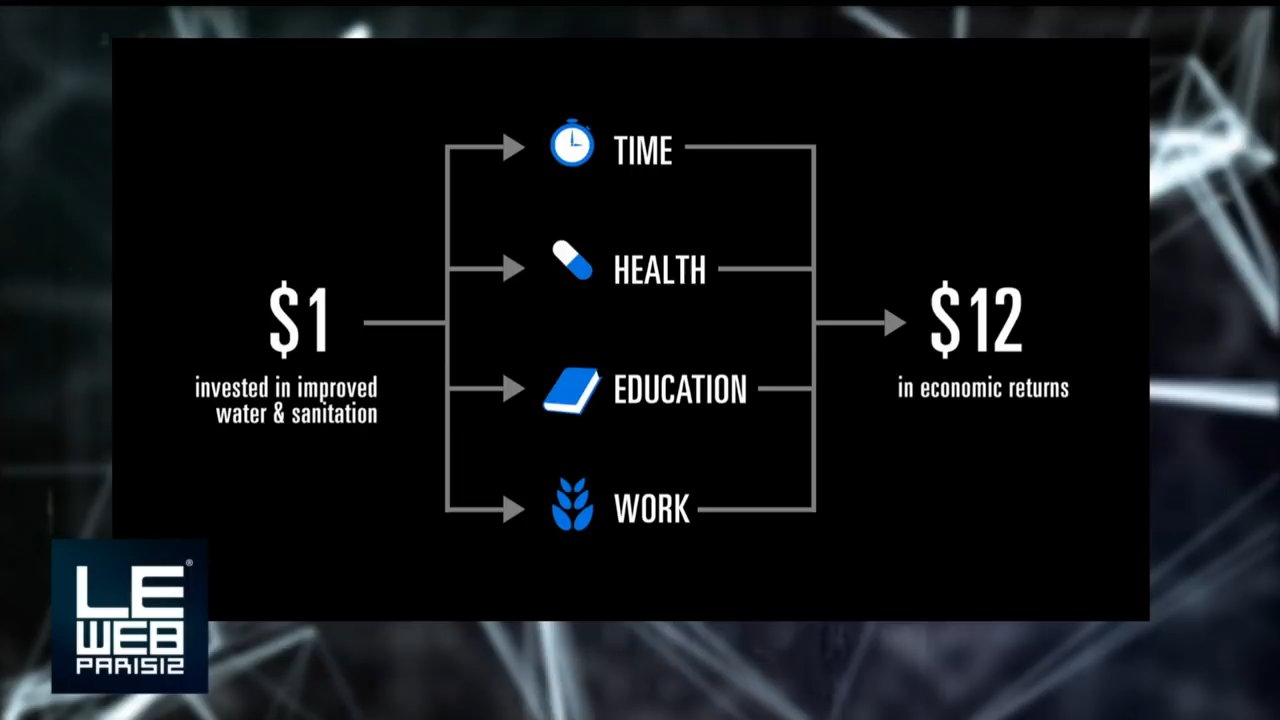 TIME
HEALTH
$1
invested in improved
water & sanitation
EDUCATION
WORK
$12
in economic returns
LE®
WEB
PARIS12